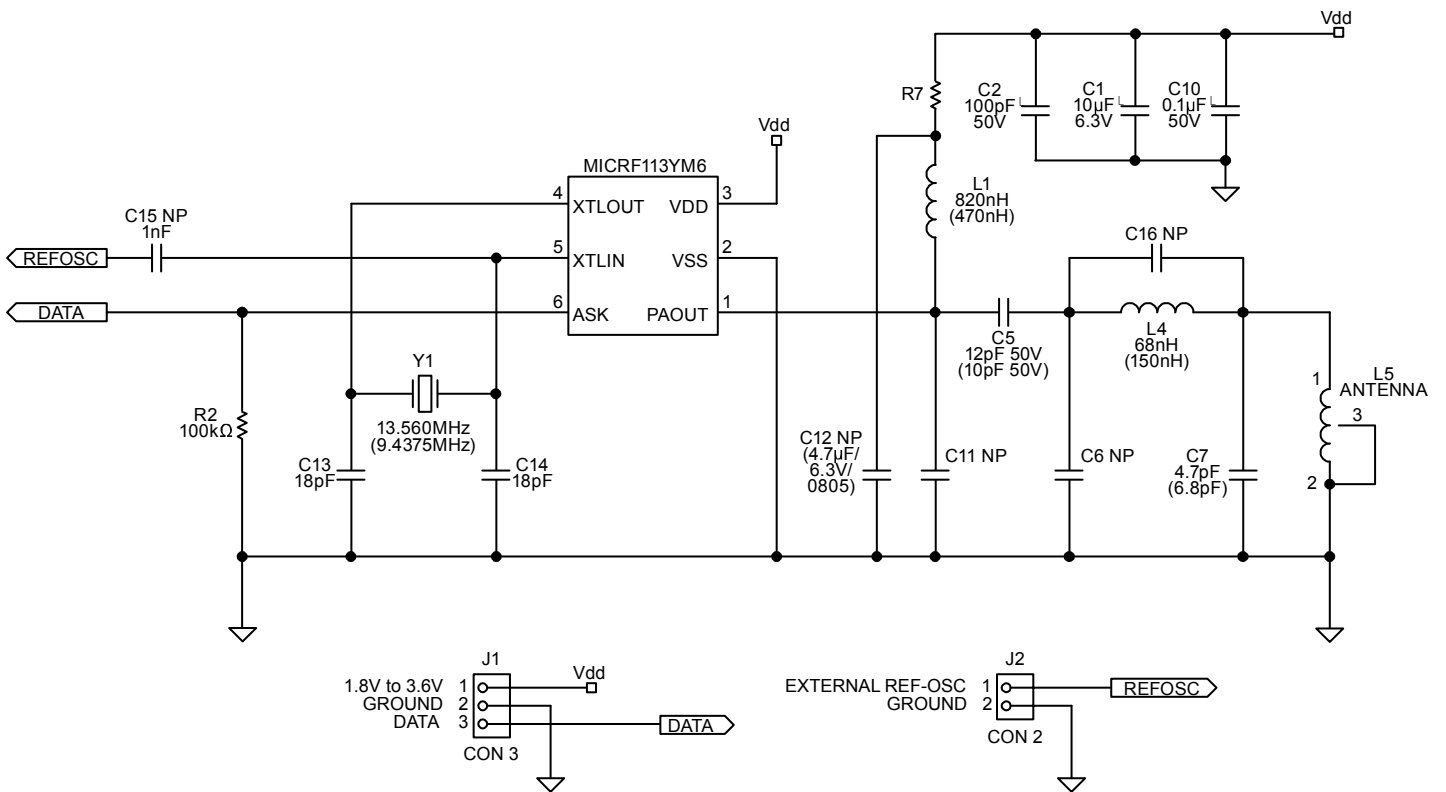 Vdd
R7
C2
100pF
50V
C1
10µF
6.3V
C10
0.1µF
50V
Vdd
MICRF113YM6
4
XTLOUT
VDD
3
5
XTLIN
VSS
2
6
ASK
PAOUT
1
C15 NP
1nF
REFOSC
DATA
L1
820nH
(470nH)
C16 NP
C5
12pF 50V
(10pF 50V)
L4
68nH
(150nH)
Y1
13.560MHz
(9.4375MHz)
R2
100kΩ
C13
18pF
C14
18pF
C12 NP
(4.7µF/
6.3V/
0805)
C11 NP
C6 NP
C7
4.7pF
(6.8pF)
1
L5
ANTENNA
3
2
J1
1.8V to 3.6V
1
Vdd
GROUND
2
DATA
3
DATA
CON 3
J2
EXTERNAL REF-OSC
1
REFOSC
GROUND
2
CON 2